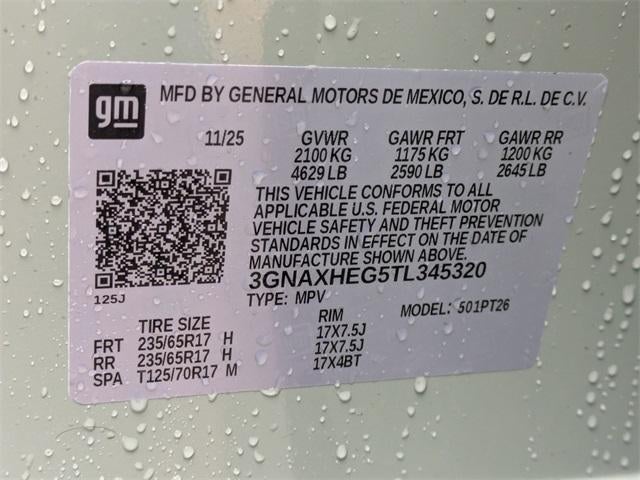 gm
MFD BY GENERAL MOTORS DE MEXICO, S. DE R.L. DE C.V.
11/25 GVWR GAWR FRT GAWR RR
2100 KG 1175 KG 1200 KG
4629 LB 2590 LB 2645 LB
THIS VEHICLE CONFORMS TO ALL
APPLICABLE U.S. FEDERAL MOTOR
VEHICLE SAFETY AND THEFT PREVENTION
STANDARDS IN EFFECT ON THE DATE OF
MANUFACTURE SHOWN ABOVE.
3GNAXHEG5TL345320
125J
TYPE: MPV MODEL: 501PT26
TIRE SIZE RIM
FRT 235/65R17 H 17X7.5J
RR 235/65R17 H 17X7.5J
SPA T125/70R17 M 17X4BT